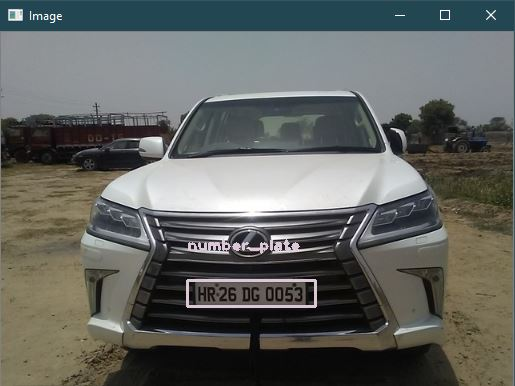 Image
number_plate
HR 26 DG 0053